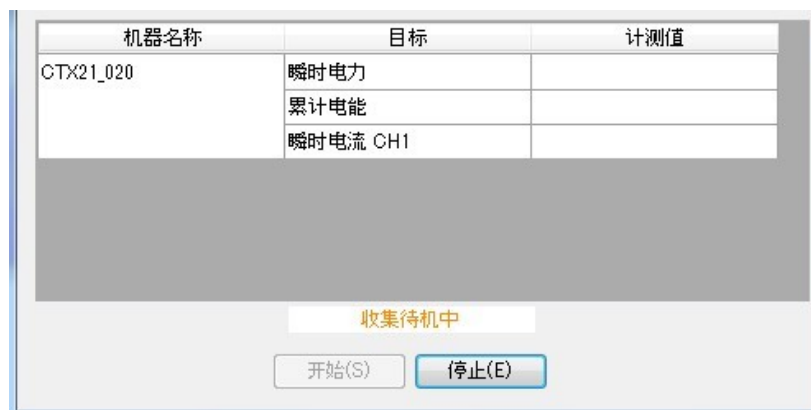 机器名称 目标 计测值
CTX21_020 瞬时电力
累计电能
瞬时电流 CH1
收集待机中
开始(S) 停止(E)